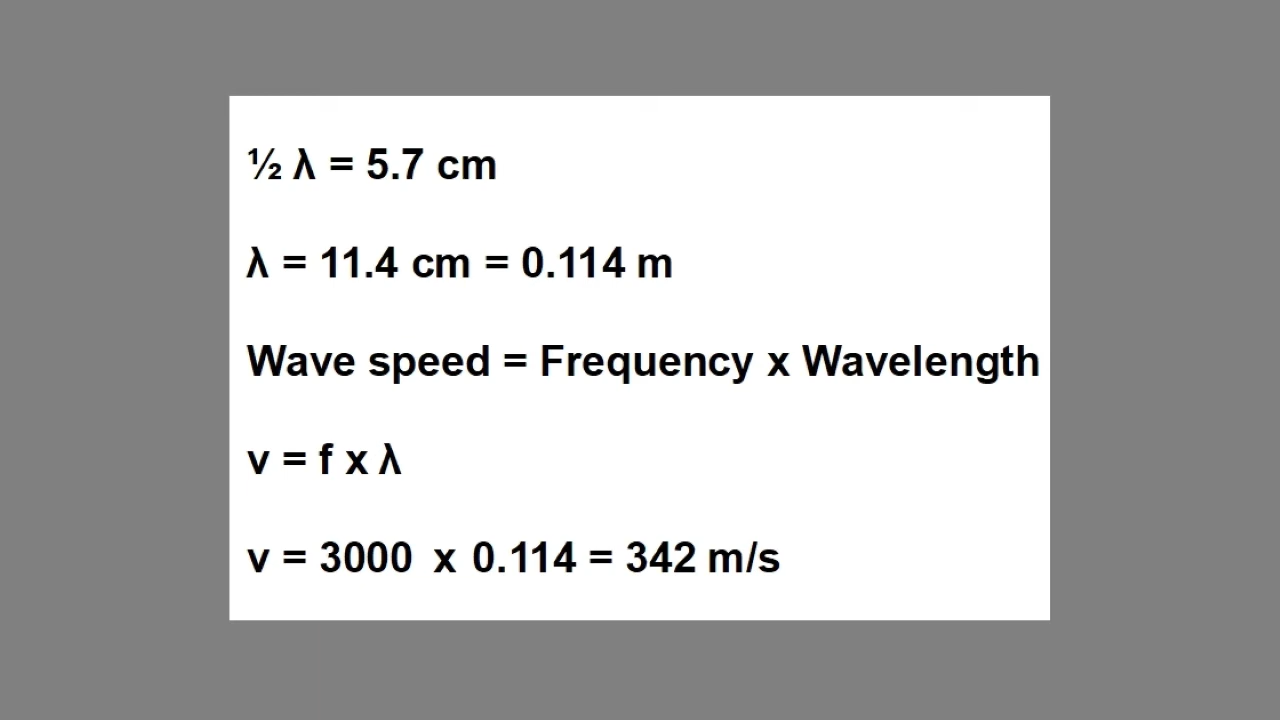 ½ λ = 5.7 cm
λ = 11.4 cm = 0.114 m
Wave speed = Frequency x Wavelength
v = f x λ
v = 3000 x 0.114 = 342 m/s